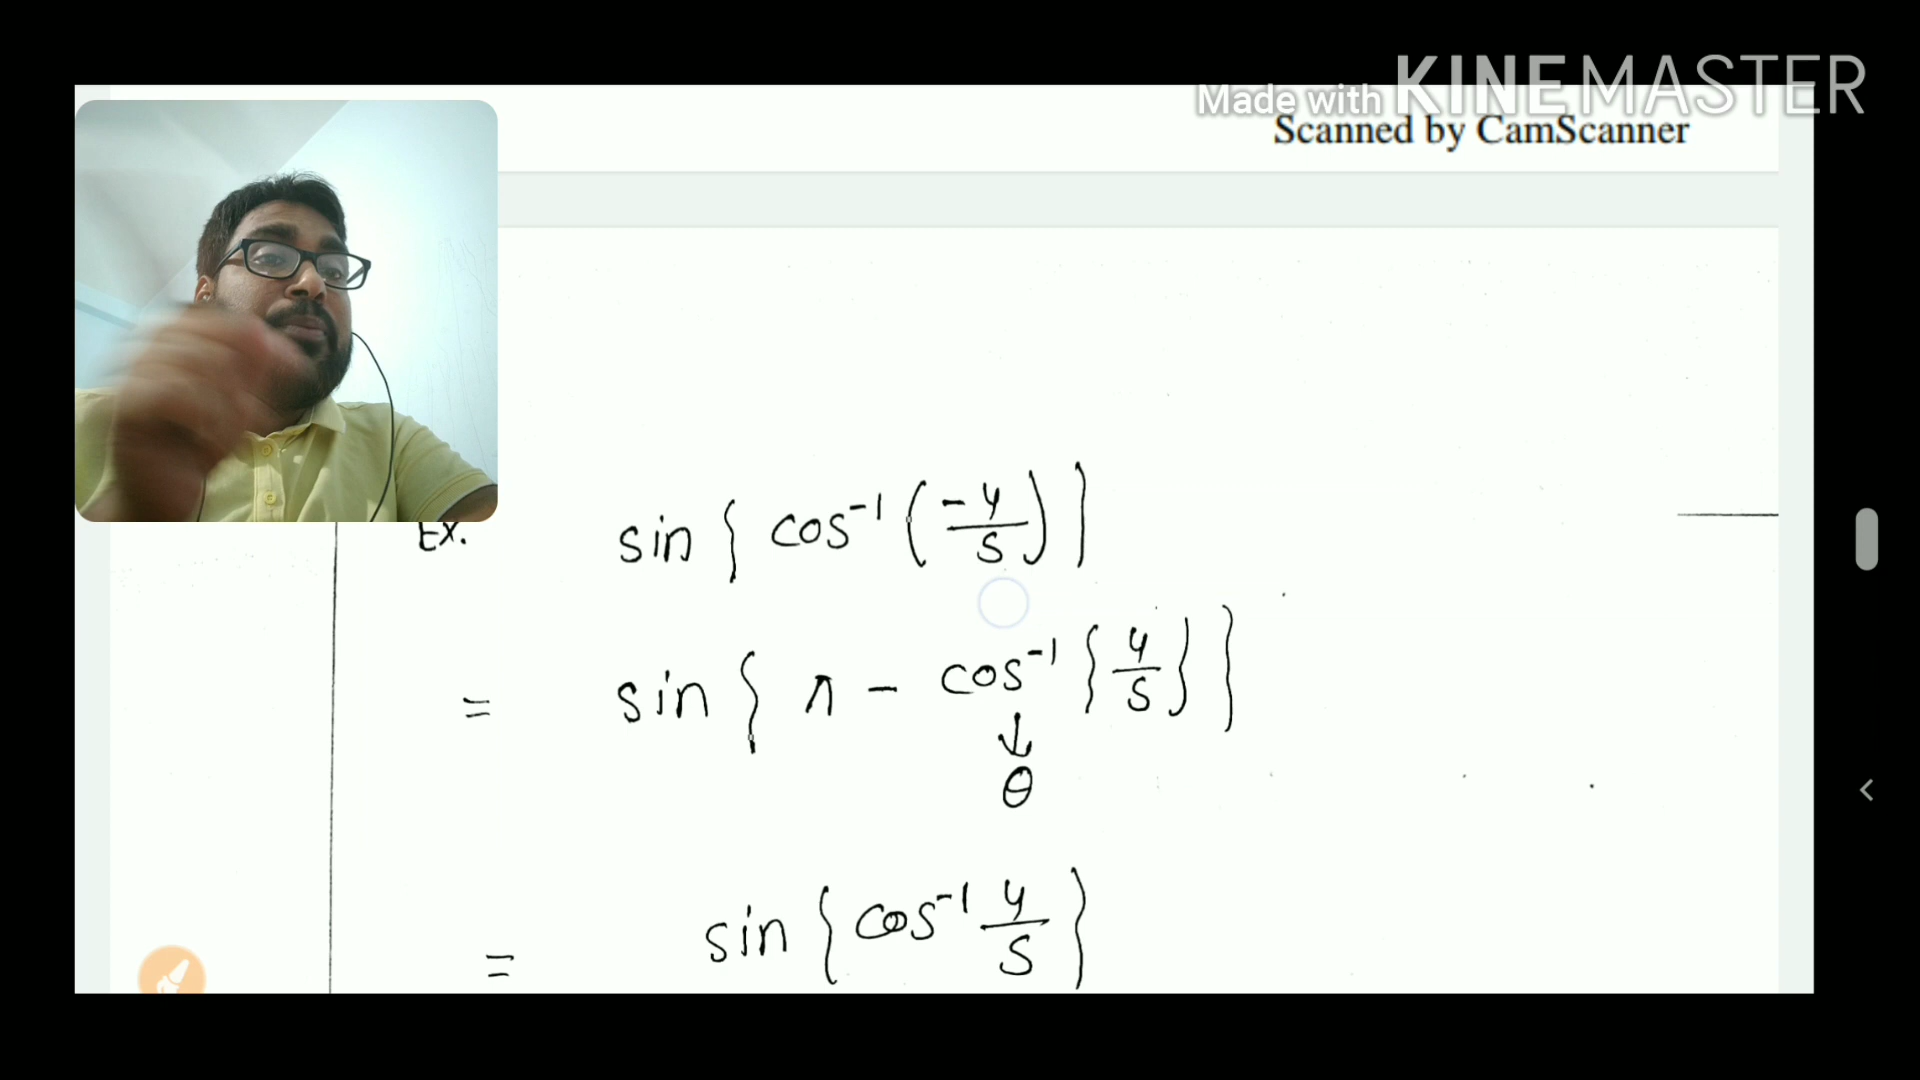 Made with KINEMASTER
Scanned by CamScanner
Ex. sin { cos⁻¹ ( -4/5 ) }
= sin { π - cos⁻¹ { 4/5 } }
↓
θ
= sin { cos⁻¹ 4/5 }